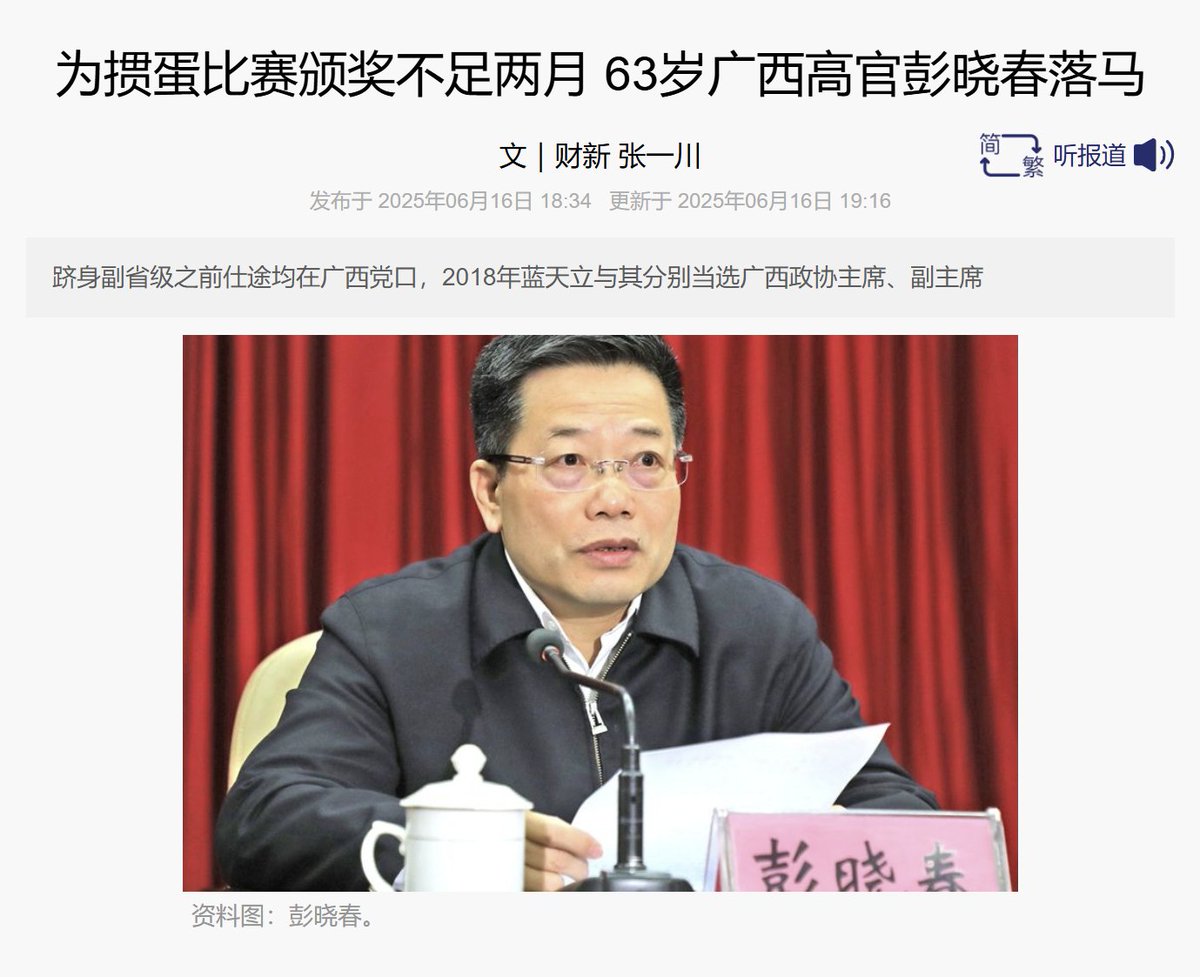 为掼蛋比赛颁奖不足两月 63岁广西高官彭晓春落马
文｜财新 张一川
简
繁
听报道
发布于 2025年06月16日 18:34 更新于 2025年06月16日 19:16
跻身副省级之前仕途均在广西党口，2018年蓝天立与其分别当选广西政协主席、副主席
彭晓春
资料图：彭晓春。